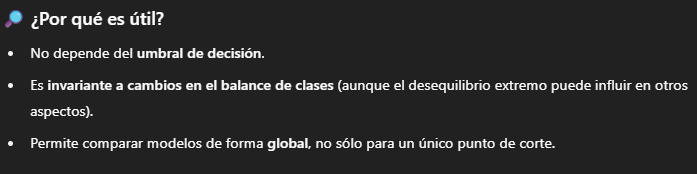 🔎 ¿Por qué es útil?
• No depende del umbral de decisión.
• Es invariante a cambios en el balance de clases (aunque el desequilibrio extremo puede influir en otros
aspectos).
• Permite comparar modelos de forma global, no sólo para un único punto de corte.